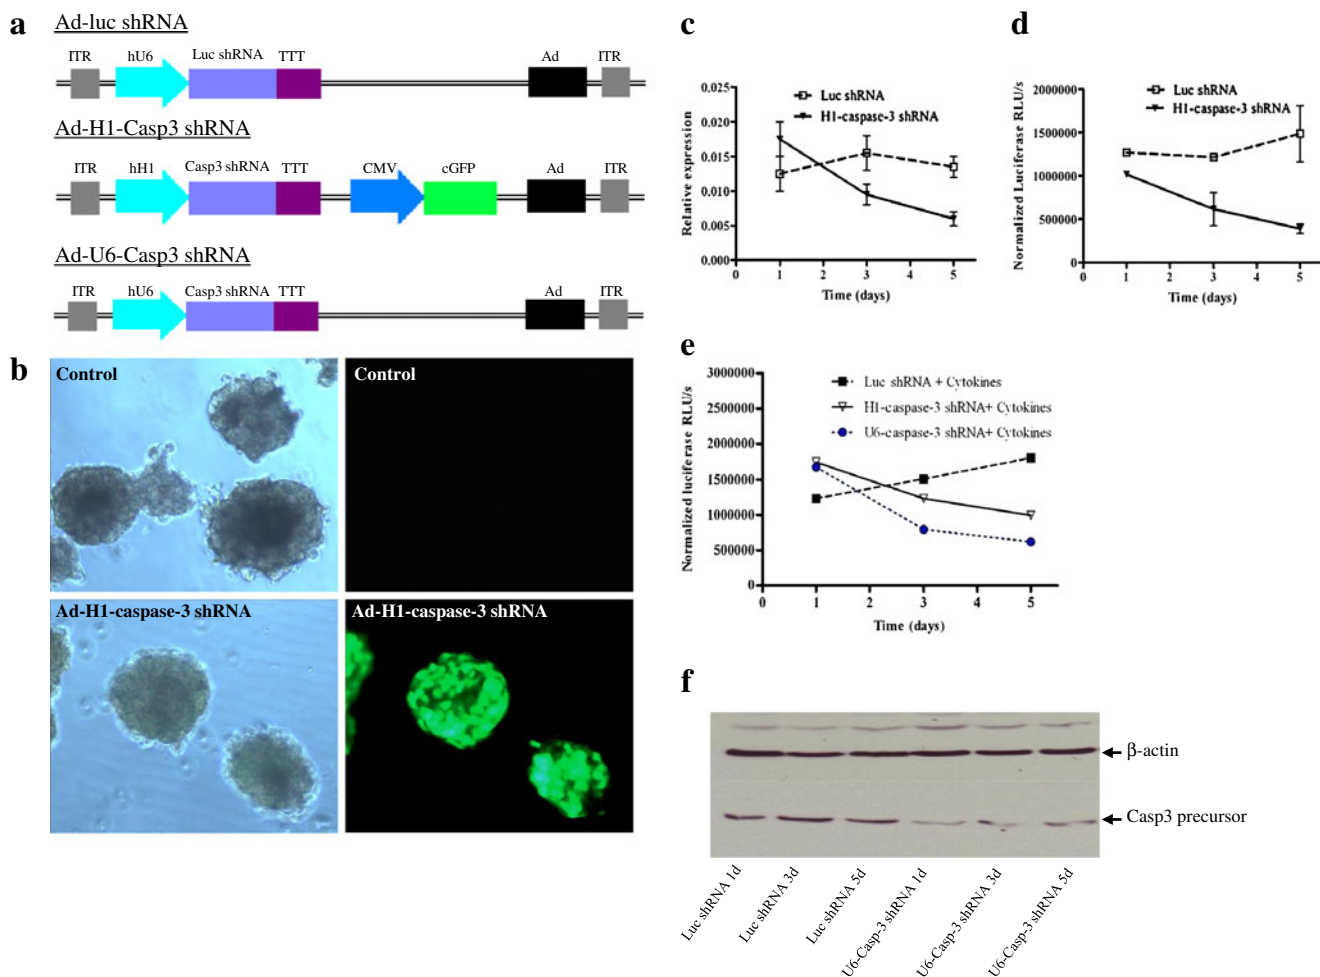 a
Ad-luc shRNA
ITR hU6 Luc shRNA TTT Ad ITR
Ad-H1-Casp3 shRNA
ITR hH1 Casp3 shRNA TTT CMV cGFP Ad ITR
Ad-U6-Casp3 shRNA
ITR hU6 Casp3 shRNA TTT Ad ITR
b
Control
Control
Ad-H1-caspase-3 shRNA
Ad-H1-caspase-3 shRNA
c
Relative expression
0.025
0.020
0.015
0.010
0.005
0.000
Luc shRNA
H1-caspase-3 shRNA
0 1 2 3 4 5
Time (days)
d
Normalized Luciferase RLU/s
2000000
1500000
1000000
500000
0
Luc shRNA
H1-caspase-3 shRNA
0 1 2 3 4 5
Time (days)
e
Normalized luciferase RLU/s
3000000
2500000
2000000
1500000
1000000
500000
0
Luc shRNA + Cytokines
H1-caspase-3 shRNA+ Cytokines
U6-caspase-3 shRNA+ Cytokines
0 1 2 3 4 5
Time (days)
f
β-actin
Casp3 precursor
Luc shRNA 1d
Luc shRNA 3d
Luc shRNA 5d
U6-Casp-3 shRNA 1d
U6-Casp-3 shRNA 3d
U6-Casp-3 shRNA 5d